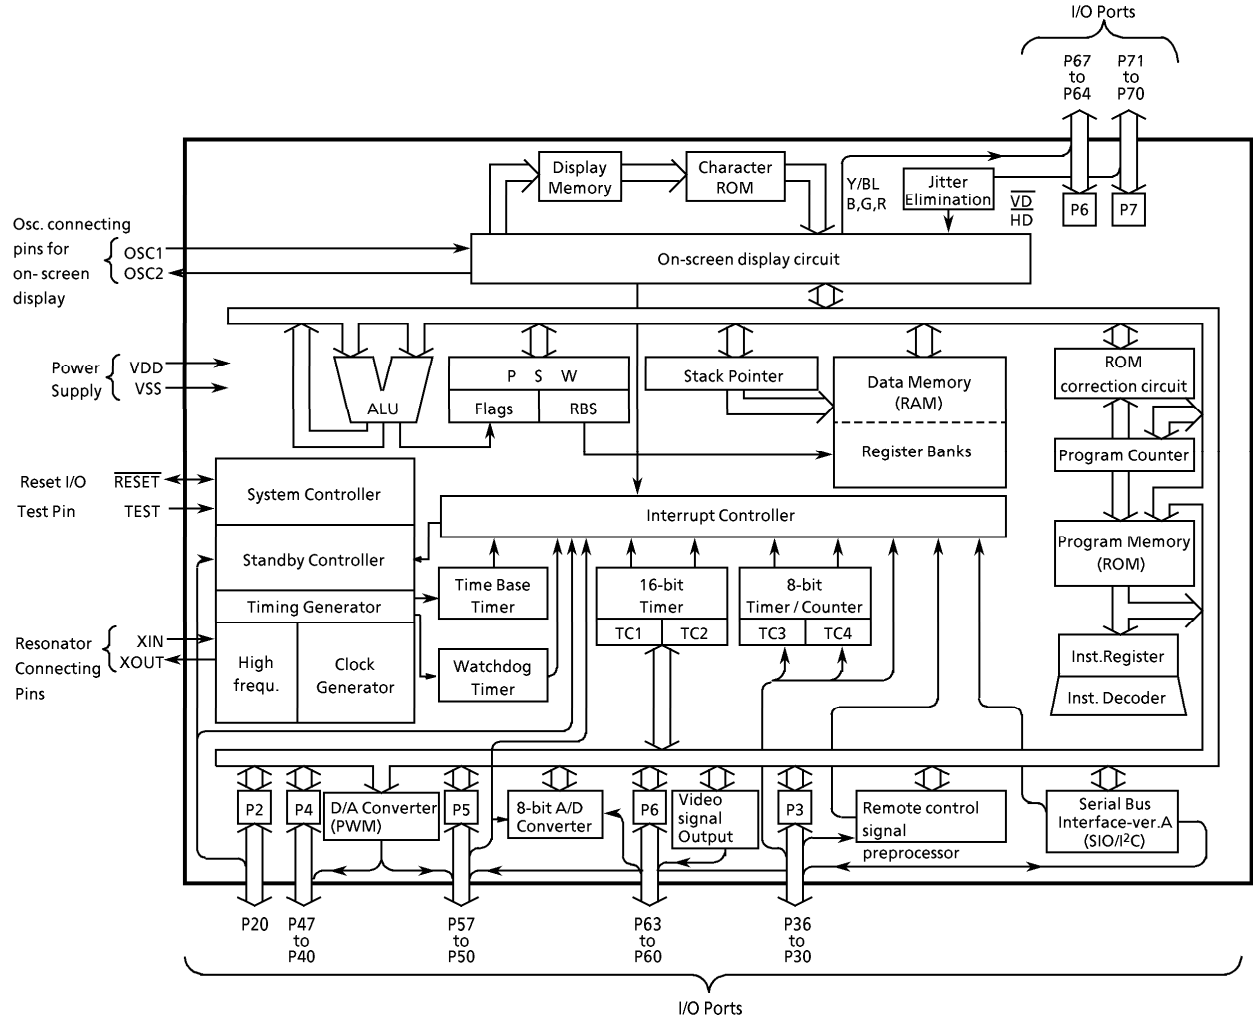 I/O Ports
P67 to P64
P71 to P70
Display Memory
Character ROM
Y/BL
B,G,R
Jitter Elimination
VD
HD
P6
P7
Osc. connecting
pins for
on- screen
display
OSC1
OSC2
On-screen display circuit
Power
Supply
VDD
VSS
ALU
P S W
Flags
RBS
Stack Pointer
Data Memory
(RAM)
Register Banks
ROM
correction circuit
Program Counter
Program Memory
(ROM)
Inst.Register
Inst. Decoder
Reset I/O
RESET
Test Pin
TEST
System Controller
Standby Controller
Timing Generator
High
frequ.
Clock
Generator
Resonator
Connecting
Pins
XIN
XOUT
Interrupt Controller
Time Base
Timer
Watchdog
Timer
16-bit
Timer
TC1
TC2
8-bit
Timer / Counter
TC3
TC4
P2
P4
D/A Converter
(PWM)
P5
8-bit A/D
Converter
P6
Video
signal
Output
P3
Remote control
signal
preprocessor
Serial Bus
Interface-ver.A
(SIO/I²C)
P20
P47
to
P40
P57
to
P50
P63
to
P60
P36
to
P30
I/O Ports